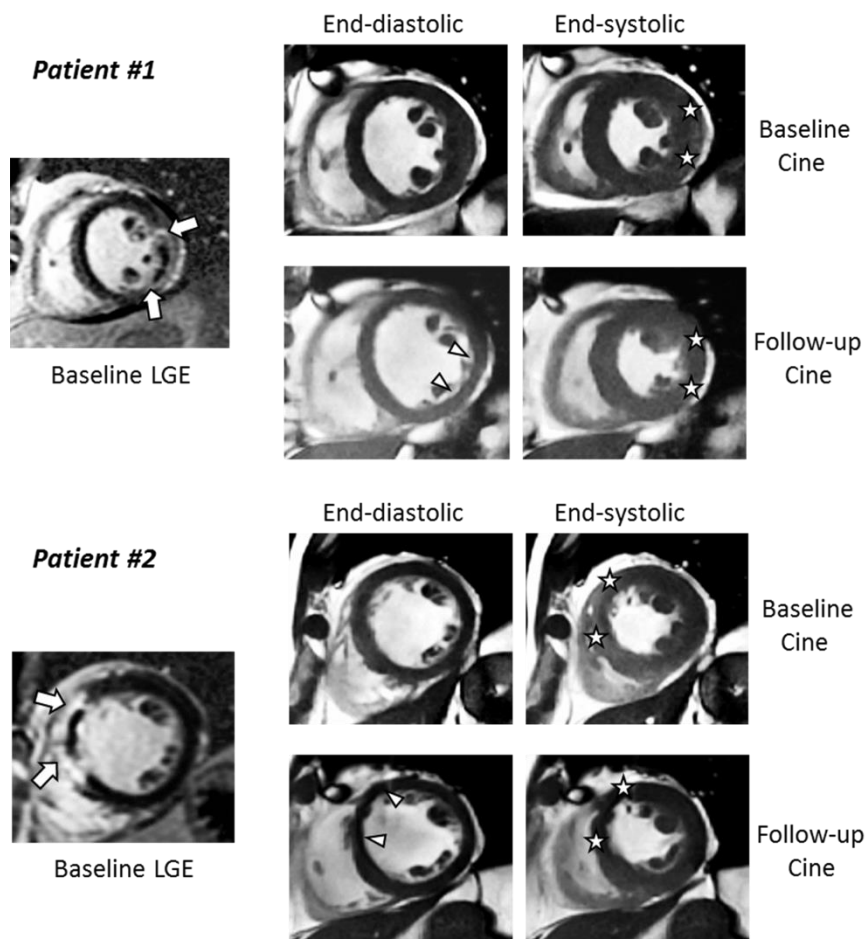 End-diastolic End-systolic
Patient #1
Baseline
Cine
Baseline LGE
Follow-up
Cine
End-diastolic End-systolic
Patient #2
Baseline
Cine
Baseline LGE
Follow-up
Cine